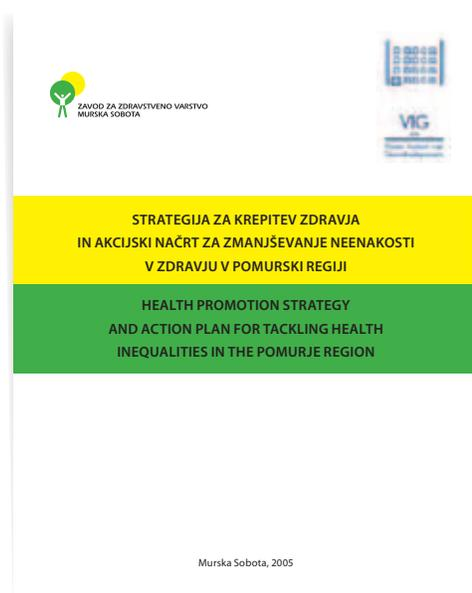 ZAVOD ZA ZDRAVSTVENO VARSTVO
MURSKA SOBOTA
VIG
STRATEGIJA ZA KREPITEV ZDRAVJA
IN AKCIJSKI NAČRT ZA ZMANJŠEVANJE NEENAKOSTI
V ZDRAVJU V POMURSKI REGIJI
HEALTH PROMOTION STRATEGY
AND ACTION PLAN FOR TACKLING HEALTH
INEQUALITIES IN THE POMURJE REGION
Murska Sobota, 2005